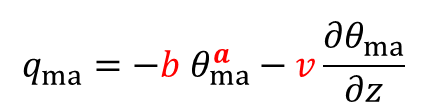 q_ma = −b θ_ma^a − v ∂θ_ma/∂z